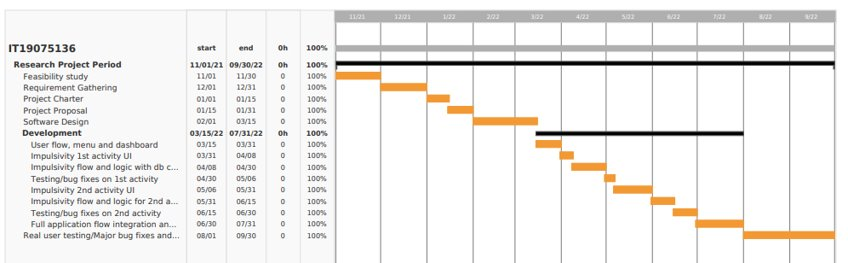 11/21 12/21 1/22 2/22 3/22 4/22 5/22 6/22 7/22 8/22 9/22
IT19075136 start end 0h 100%
Research Project Period 11/01/21 09/30/22 0h 100%
Feasibility study 11/01 11/30 0 100%
Requirement Gathering 12/01 12/31 0 100%
Project Charter 01/01 01/15 0 100%
Project Proposal 01/15 01/31 0 100%
Software Design 02/01 03/15 0 100%
Development 03/15/22 07/31/22 0h 100%
User flow, menu and dashboard 03/15 03/31 0 100%
Impulsivity 1st activity UI 03/31 04/08 0 100%
Impulsivity flow and logic with db c... 04/08 04/30 0 100%
Testing/bug fixes on 1st activity 04/30 05/06 0 100%
Impulsivity 2nd activity UI 05/06 05/31 0 100%
Impulsivity flow and logic for 2nd a... 05/31 06/15 0 100%
Testing/bug fixes on 2nd activity 06/15 06/30 0 100%
Full application flow integration an... 06/30 07/31 0 100%
Real user testing/Major bug fixes and... 08/01 09/30 0 100%